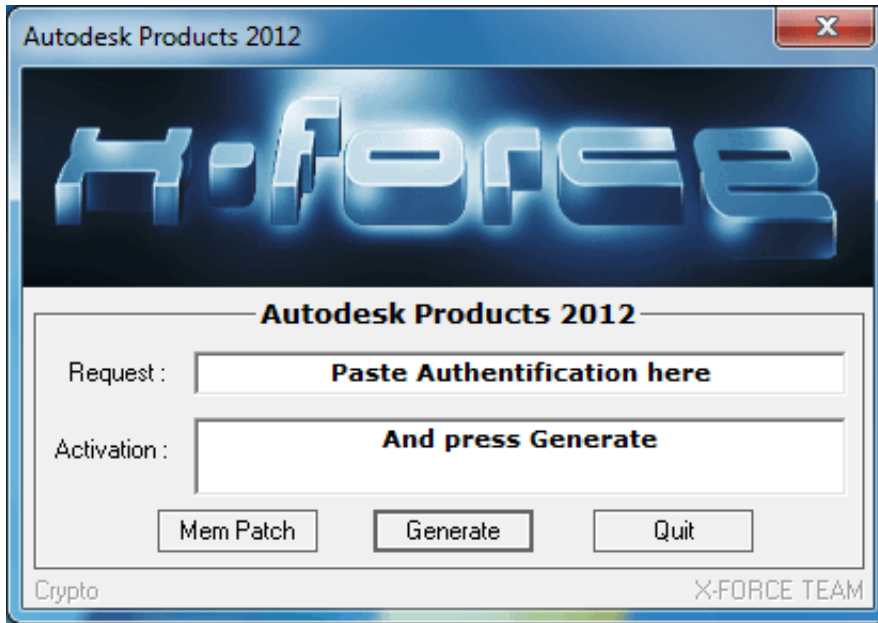 Autodesk Products 2012
X
x-force
Autodesk Products 2012
Request :
Paste Authentification here
Activation :
And press Generate
Mem Patch
Generate
Quit
Crypto
X-FORCE TEAM